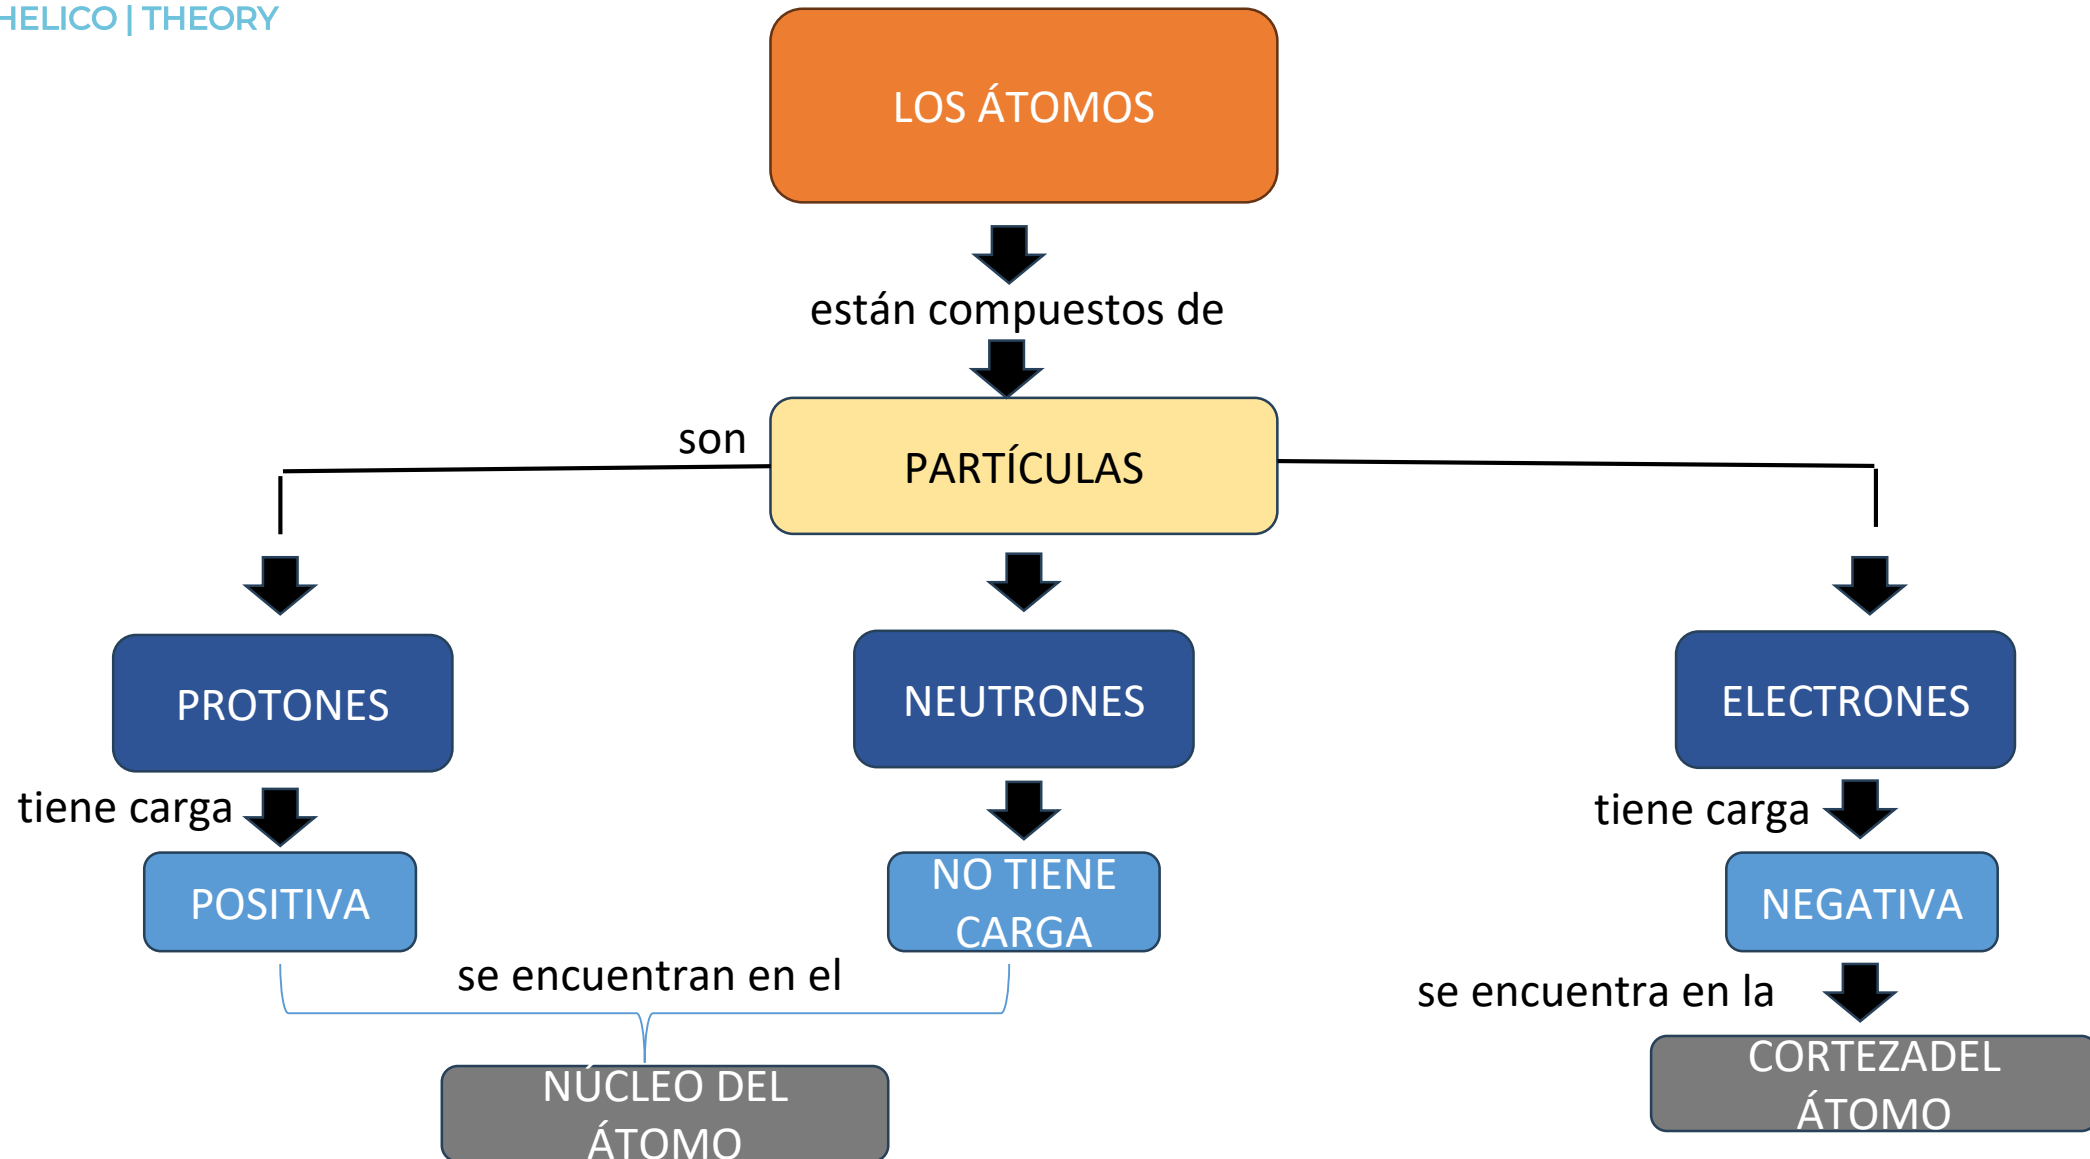 HELICO | THEORY
LOS ÁTOMOS
están compuestos de
son
PARTÍCULAS
PROTONES
NEUTRONES
ELECTRONES
tiene carga
tiene carga
POSITIVA
NO TIENE
CARGA
NEGATIVA
se encuentran en el
se encuentra en la
NÚCLEO DEL
ÁTOMO
CORTEZADEL
ÁTOMO